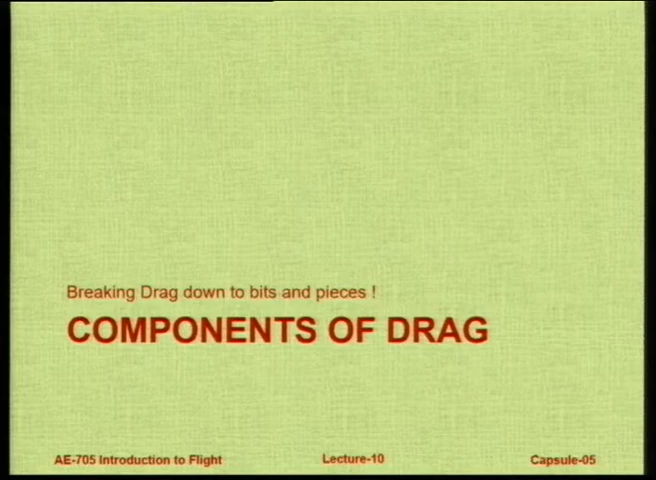 Breaking Drag down to bits and pieces !
COMPONENTS OF DRAG
AE-705 Introduction to Flight
Lecture-10
Capsule-05